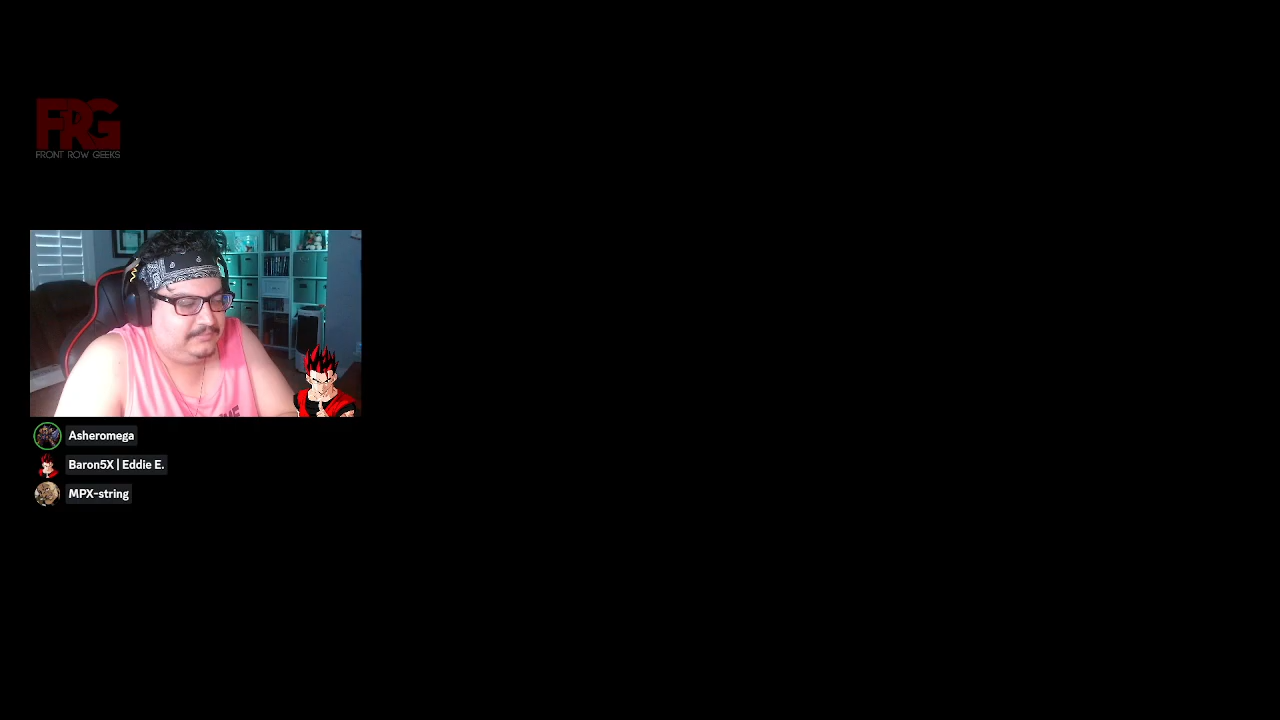 FRG
FRONT ROW GEEKS
Asheromega
Baron5X | Eddie E.
MPX-string